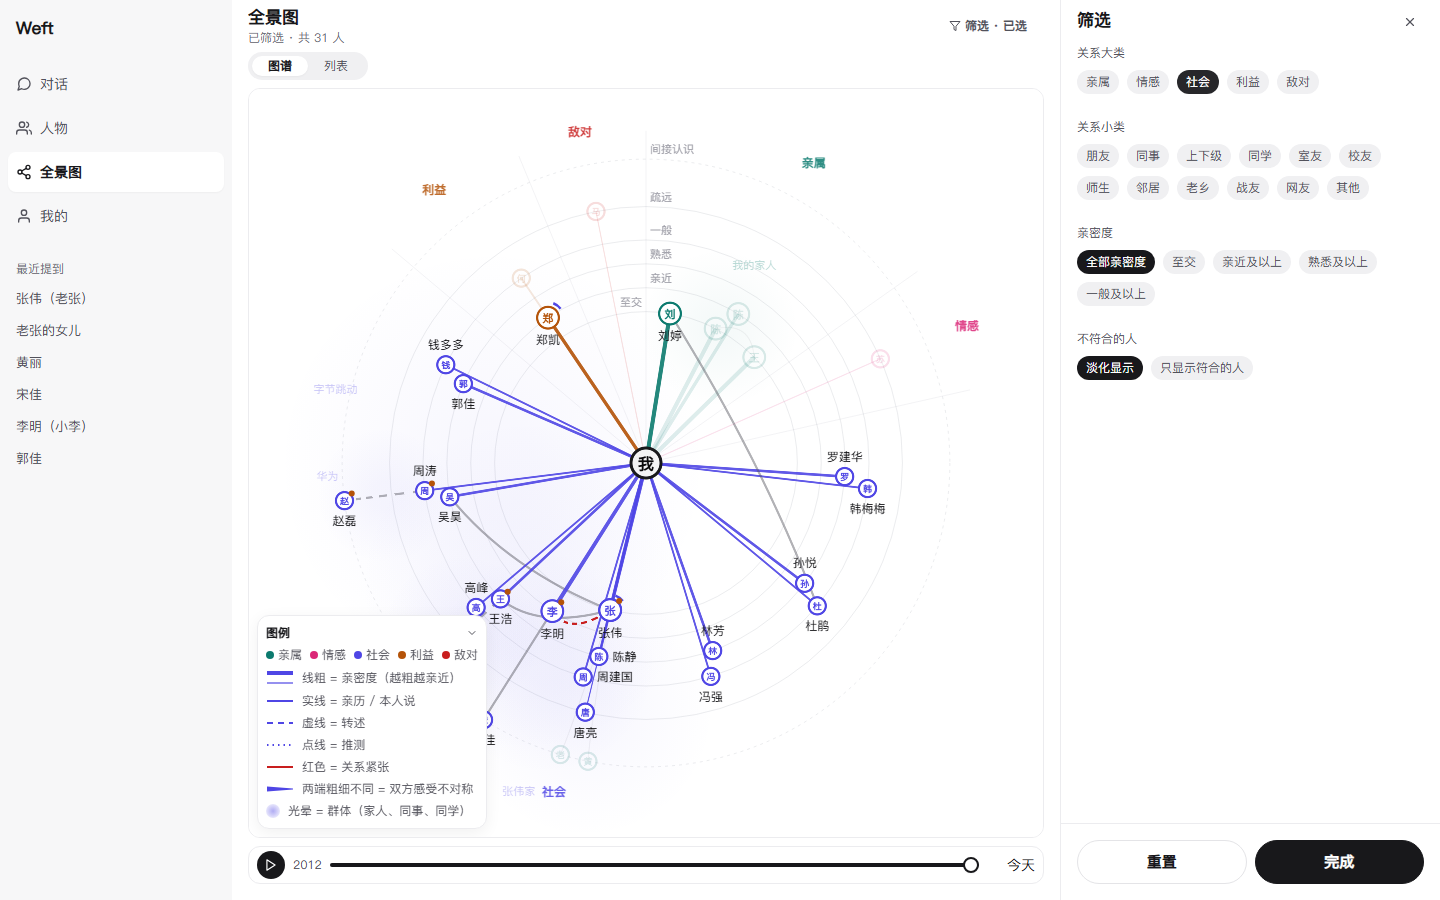 Weft
对话
人物
全景图
我的
最近提到
张伟（老张）
老张的女儿
黄丽
宋佳
李明（小李）
郭佳
全景图
已筛选 · 共 31 人
筛选 · 已选
图谱
列表
敌对
间接认识
亲属
利益
疏远
一般
熟悉
亲近
至交
我的家人
情感
郑
郑凯
刘
刘婷
王
钱多多
钱
郭
郭佳
字节跳动
华为
我
周涛
周
吴
吴昊
赵
赵磊
罗建华
罗
韩
韩梅梅
孙悦
孙
杜
杜鹃
高峰
高
王
王浩
李
李明
张
张伟
陈
陈静
周
周建国
唐
唐亮
林芳
林
冯
冯强
佳
张伟家
社会
图例
亲属
情感
社会
利益
敌对
线粗 = 亲密度（越粗越亲近）
实线 = 亲历 / 本人说
虚线 = 转述
点线 = 推测
红色 = 关系紧张
两端粗细不同 = 双方感受不对称
光晕 = 群体（家人、同事、同学）
2012
今天
筛选
关系大类
亲属
情感
社会
利益
敌对
关系小类
朋友
同事
上下级
同学
室友
校友
师生
邻居
老乡
战友
网友
其他
亲密度
全部亲密度
至交
亲近及以上
熟悉及以上
一般及以上
不符合的人
淡化显示
只显示符合的人
重置
完成